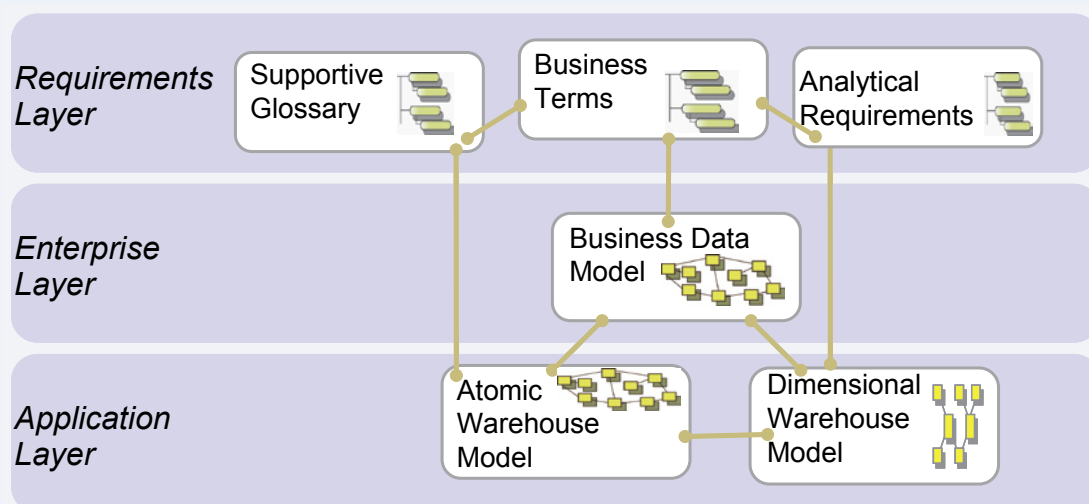 Requirements
Layer
Supportive
Glossary
Business
Terms
Analytical
Requirements
Enterprise
Layer
Business Data
Model
Application
Layer
Atomic
Warehouse
Model
Dimensional
Warehouse
Model